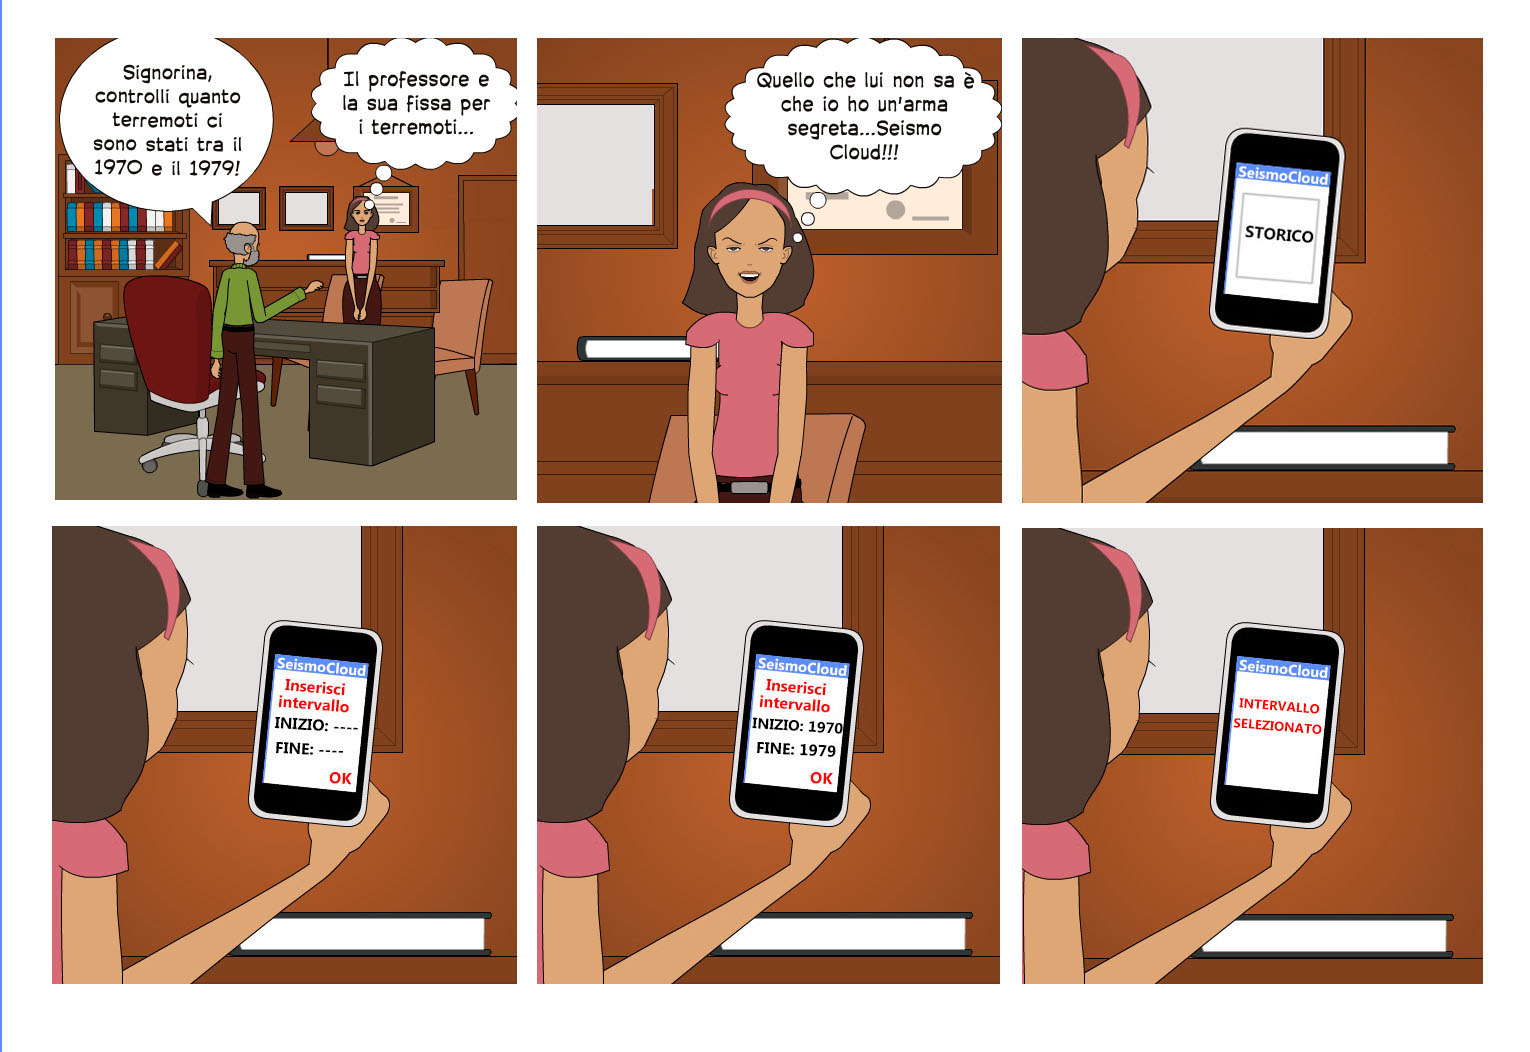 Signorina,
controlli quanto
terremoti ci
sono stati tra il
1970 e il 1979!
Il professore e
la sua fissa per
i terremoti...
Quello che lui non sa è
che io ho un'arma
segreta...Seismo
Cloud!!!
SeismoCloud
STORICO
SeismoCloud
Inserisci
intervallo
INIZIO: ----
FINE: ----
OK
SeismoCloud
Inserisci
intervallo
INIZIO: 1970
FINE: 1979
OK
SeismoCloud
INTERVALLO
SELEZIONATO